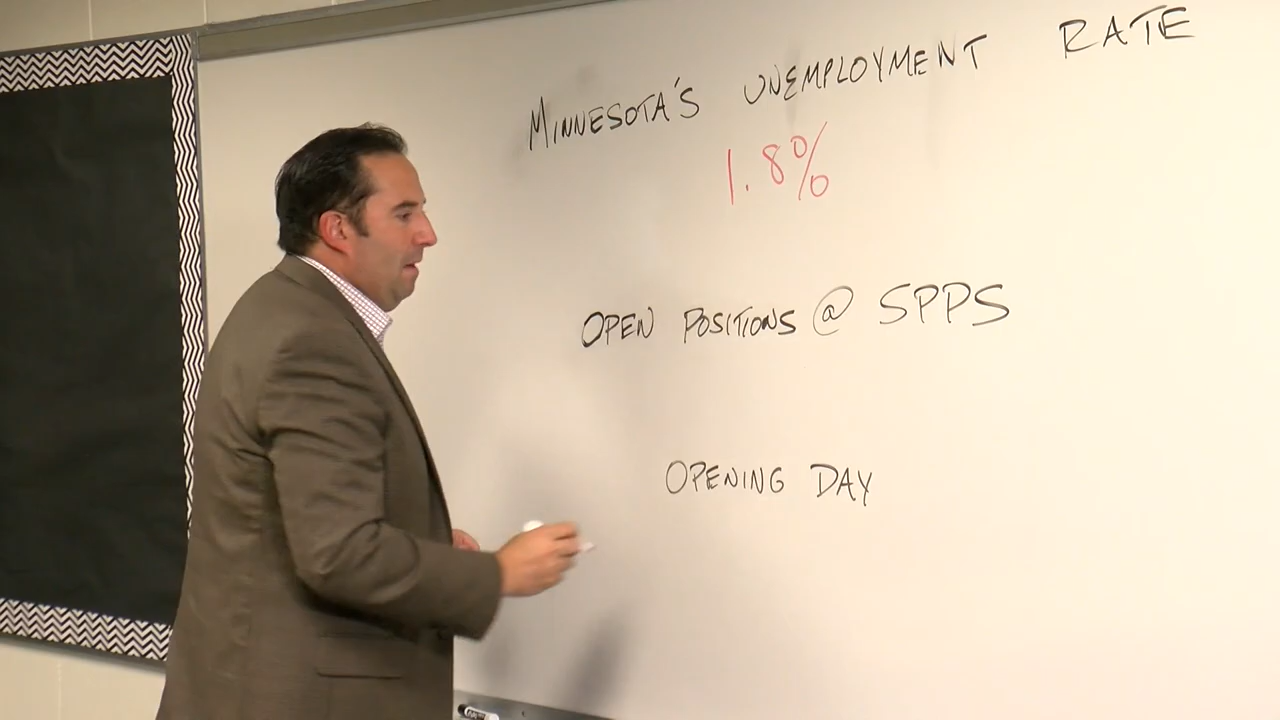 MINNESOTA'S UNEMPLOYMENT RATE
1.8%
OPEN POSITIONS @ SPPS
OPENING DAY